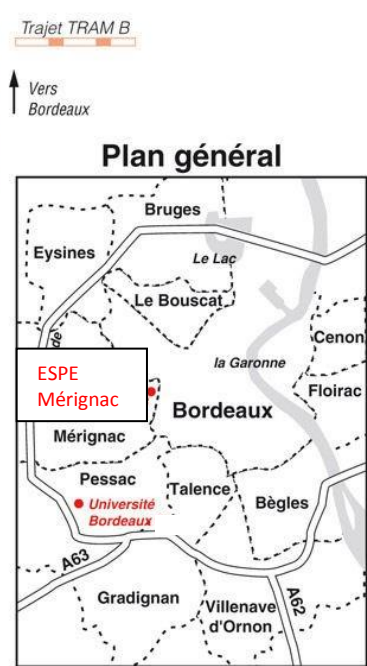 Trajet TRAM B
Vers
Bordeaux
Plan général
Bruges
Eysines
Le Lac
Le Bouscat
Cenon
la Garonne
ESPE
Mérignac
Floirac
Bordeaux
Mérignac
Pessac
Talence
Université
Bordeaux
Bègles
A63
A62
Gradignan
Villenave
d'Ornon